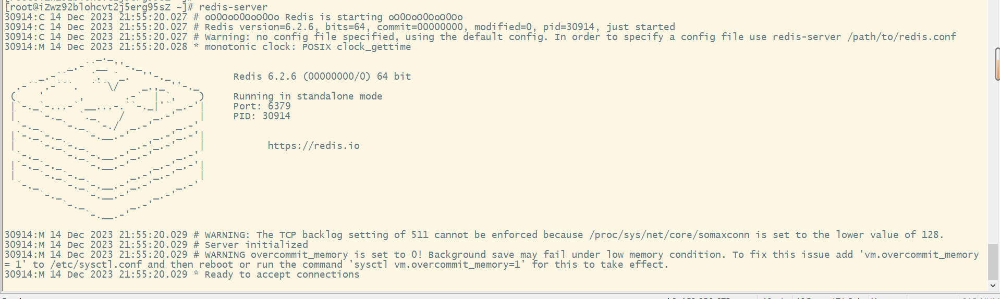 [root@iZwz92blohcvt2j5erg95sZ ~]# redis-server
30914:C 14 Dec 2023 21:55:20.027 # oO0OoO0OoO0Oo Redis is starting oO0OoO0OoO0Oo
30914:C 14 Dec 2023 21:55:20.027 # Redis version=6.2.6, bits=64, commit=00000000, modified=0, pid=30914, just started
30914:C 14 Dec 2023 21:55:20.027 # Warning: no config file specified, using the default config. In order to specify a config file use redis-server /path/to/redis.conf
30914:M 14 Dec 2023 21:55:20.028 * monotonic clock: POSIX clock_gettime
Redis 6.2.6 (00000000/0) 64 bit
Running in standalone mode
Port: 6379
PID: 30914
https://redis.io
30914:M 14 Dec 2023 21:55:20.029 # WARNING: The TCP backlog setting of 511 cannot be enforced because /proc/sys/net/core/somaxconn is set to the lower value of 128.
30914:M 14 Dec 2023 21:55:20.029 # Server initialized
30914:M 14 Dec 2023 21:55:20.029 # WARNING overcommit_memory is set to 0! Background save may fail under low memory condition. To fix this issue add 'vm.overcommit_memory
= 1' to /etc/sysctl.conf and then reboot or run the command 'sysctl vm.overcommit_memory=1' for this to take effect.
30914:M 14 Dec 2023 21:55:20.029 * Ready to accept connections